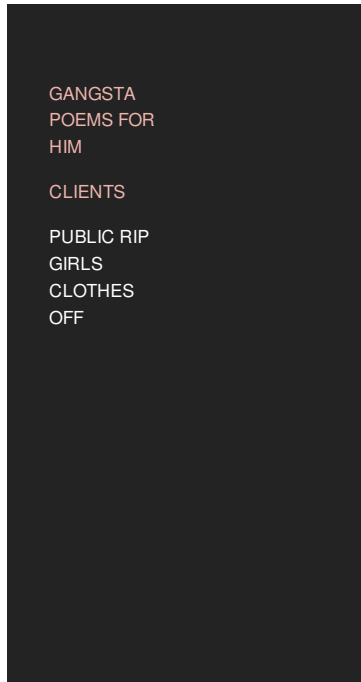 GANGSTA
POEMS FOR
HIM
CLIENTS
PUBLIC RIP
GIRLS
CLOTHES
OFF